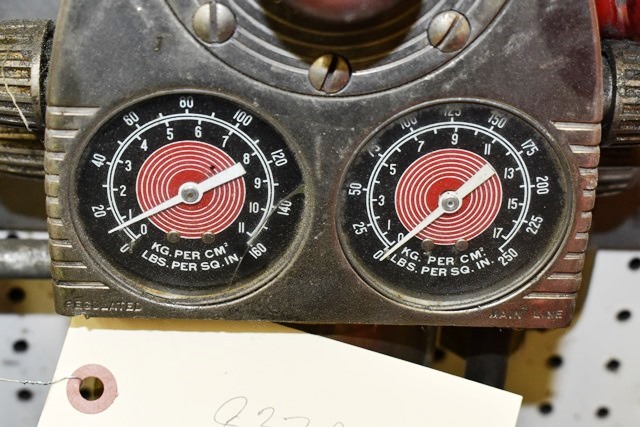 0 20 40 60 80 100 120 140 160
0 1 2 3 4 5 6 7 8 9 10 11
KG. PER CM²
LBS. PER SQ. IN.
REGULATED
0 25 50 75 100 125 150 175 200 225 250
0 1 3 5 7 9 11 13 15 17
KG. PER CM²
LBS. PER SQ. IN.
MAIN LINE